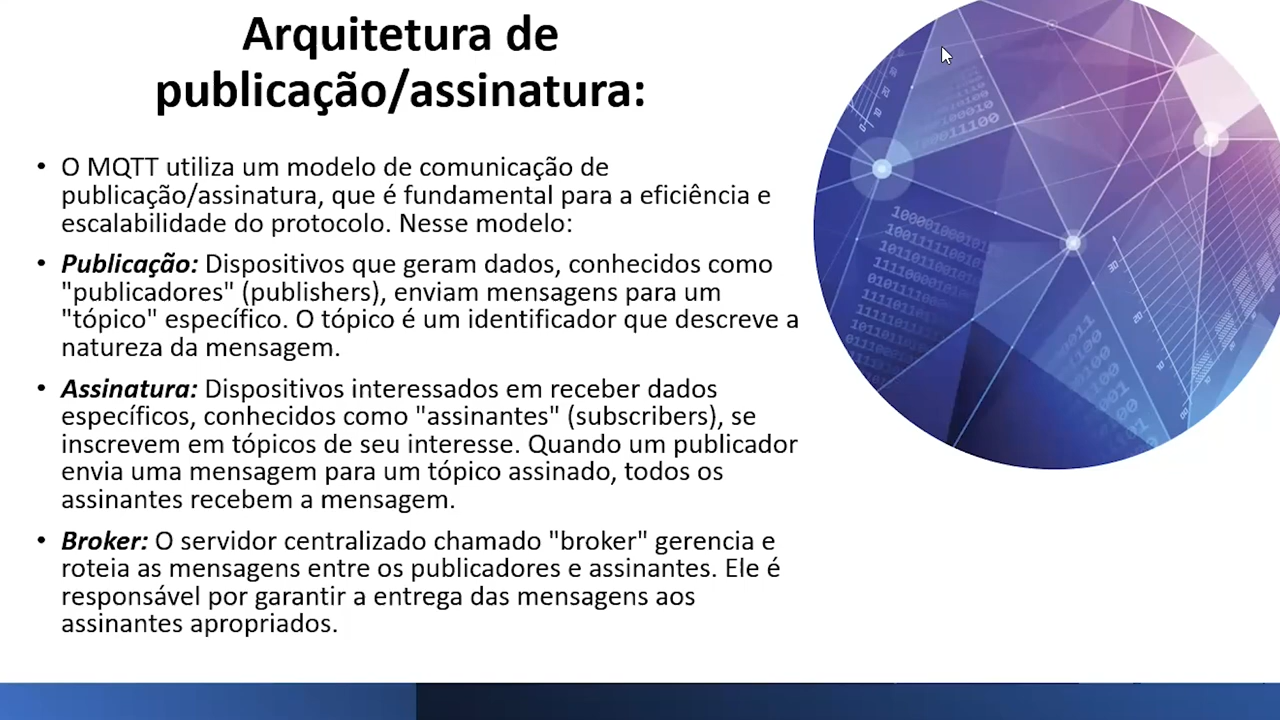 Arquitetura de
publicação/assinatura:
• O MQTT utiliza um modelo de comunicação de
publicação/assinatura, que é fundamental para a eficiência e
escalabilidade do protocolo. Nesse modelo:
• Publicação: Dispositivos que geram dados, conhecidos como
"publicadores" (publishers), enviam mensagens para um
"tópico" específico. O tópico é um identificador que descreve a
natureza da mensagem.
• Assinatura: Dispositivos interessados em receber dados
específicos, conhecidos como "assinantes" (subscribers), se
inscrevem em tópicos de seu interesse. Quando um publicador
envia uma mensagem para um tópico assinado, todos os
assinantes recebem a mensagem.
• Broker: O servidor centralizado chamado "broker" gerencia e
roteia as mensagens entre os publicadores e assinantes. Ele é
responsável por garantir a entrega das mensagens aos
assinantes apropriados.